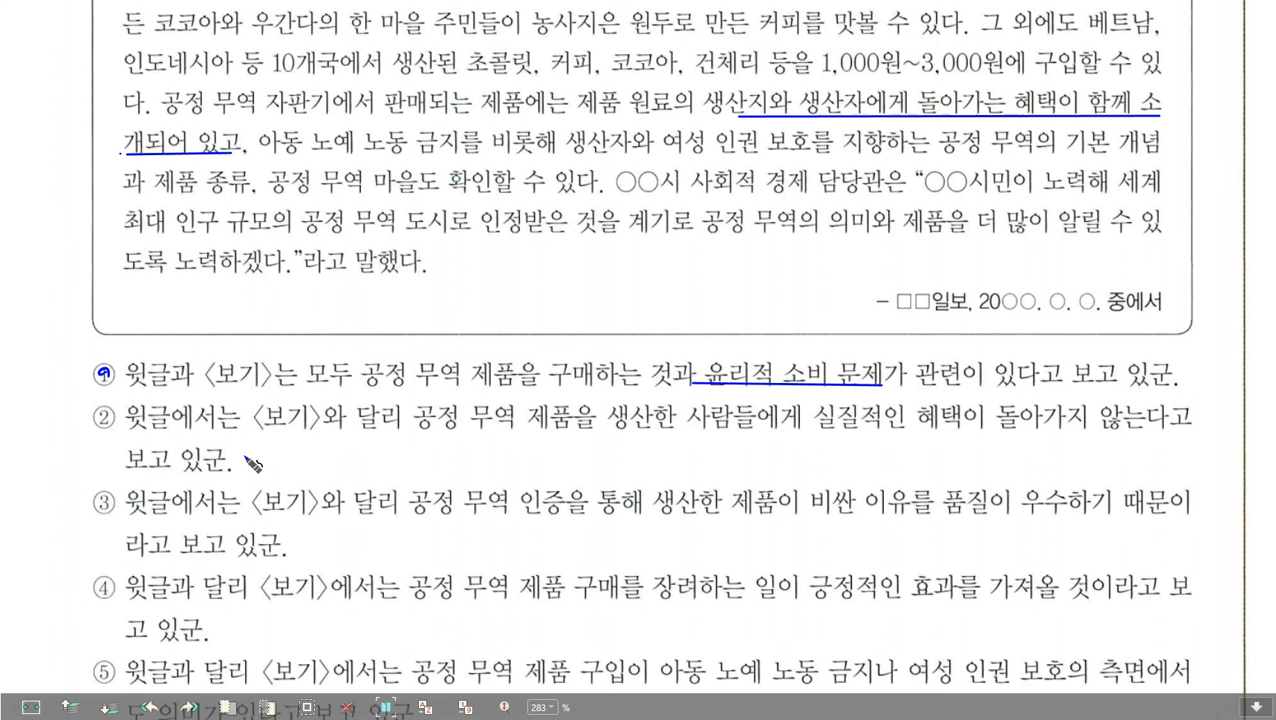 든 코코아와 우간다의 한 마을 주민들이 농사지은 원두로 만든 커피를 맛볼 수 있다. 그 외에도 베트남,
인도네시아 등 10개국에서 생산된 초콜릿, 커피, 코코아, 건체리 등을 1,000원~3,000원에 구입할 수 있
다. 공정 무역 자판기에서 판매되는 제품에는 제품 원료의 생산지와 생산자에게 돌아가는 혜택이 함께 소
개되어 있고, 아동 노예 노동 금지를 비롯해 생산자와 여성 인권 보호를 지향하는 공정 무역의 기본 개념
과 제품 종류, 공정 무역 마을도 확인할 수 있다. ○○시 사회적 경제 담당관은 “○○시민이 노력해 세계
최대 인구 규모의 공정 무역 도시로 인정받은 것을 계기로 공정 무역의 의미와 제품을 더 많이 알릴 수 있
도록 노력하겠다.”라고 말했다.
- □□일보, 20○○. ○. ○. 중에서
① 윗글과 〈보기〉는 모두 공정 무역 제품을 구매하는 것과 윤리적 소비 문제가 관련이 있다고 보고 있군.
② 윗글에서는 〈보기〉와 달리 공정 무역 제품을 생산한 사람들에게 실질적인 혜택이 돌아가지 않는다고
보고 있군.
③ 윗글에서는 〈보기〉와 달리 공정 무역 인증을 통해 생산한 제품이 비싼 이유를 품질이 우수하기 때문이
라고 보고 있군.
④ 윗글과 달리 〈보기〉에서는 공정 무역 제품 구매를 장려하는 일이 긍정적인 효과를 가져올 것이라고 보
고 있군.
⑤ 윗글과 달리 〈보기〉에서는 공정 무역 제품 구입이 아동 노예 노동 금지나 여성 인권 보호의 측면에서
도 의미가 있다고 보고 있군
283 %